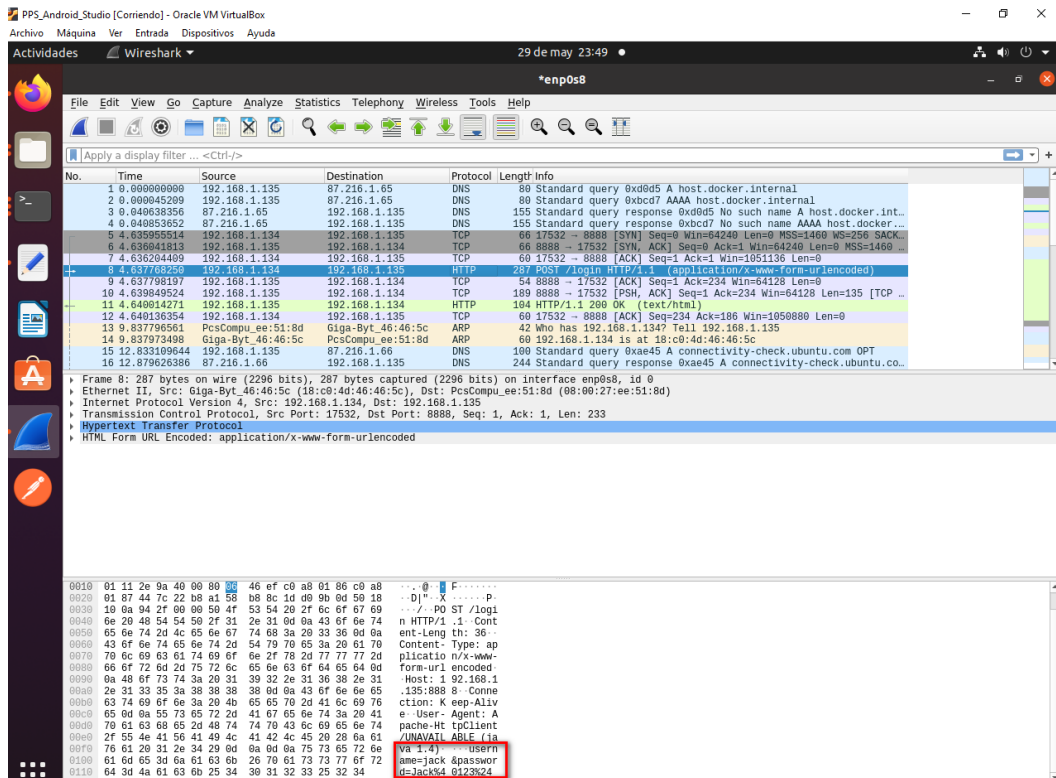 PPS_Android_Studio [Corriendo] - Oracle VM VirtualBox
Archivo Máquina Ver Entrada Dispositivos Ayuda
Actividades Wireshark 29 de may 23:49
*enp0s8
File Edit View Go Capture Analyze Statistics Telephony Wireless Tools Help
Apply a display filter ... <Ctrl-/>
No. Time Source Destination Protocol Length Info
1 0.000000000 192.168.1.135 87.216.1.65 DNS 80 Standard query 0xd0d5 A host.docker.internal
2 0.000045209 192.168.1.135 87.216.1.65 DNS 80 Standard query 0xbcd7 AAAA host.docker.internal
3 0.040638356 87.216.1.65 192.168.1.135 DNS 155 Standard query response 0xd0d5 No such name A host.docker.int…
4 0.040853652 87.216.1.65 192.168.1.135 DNS 155 Standard query response 0xbcd7 No such name AAAA host.docker.…
5 4.635955514 192.168.1.134 192.168.1.135 TCP 66 17532 → 8888 [SYN] Seq=0 Win=64240 Len=0 MSS=1460 WS=256 SACK…
6 4.636041813 192.168.1.135 192.168.1.134 TCP 66 8888 → 17532 [SYN, ACK] Seq=0 Ack=1 Win=64240 Len=0 MSS=1460 …
7 4.636204409 192.168.1.134 192.168.1.135 TCP 60 17532 → 8888 [ACK] Seq=1 Ack=1 Win=1051136 Len=0
8 4.637768250 192.168.1.134 192.168.1.135 HTTP 287 POST /login HTTP/1.1 (application/x-www-form-urlencoded)
9 4.637798197 192.168.1.135 192.168.1.134 TCP 54 8888 → 17532 [ACK] Seq=1 Ack=234 Win=64128 Len=0
10 4.639849524 192.168.1.135 192.168.1.134 TCP 189 8888 → 17532 [PSH, ACK] Seq=1 Ack=234 Win=64128 Len=135 [TCP …
11 4.640014271 192.168.1.135 192.168.1.134 HTTP 104 HTTP/1.1 200 OK (text/html)
12 4.640136354 192.168.1.134 192.168.1.135 TCP 60 17532 → 8888 [ACK] Seq=234 Ack=186 Win=1050880 Len=0
13 9.837796561 PcsCompu_ee:51:8d Giga-Byt_46:46:5c ARP 42 Who has 192.168.1.134? Tell 192.168.1.135
14 9.837973498 Giga-Byt_46:46:5c PcsCompu_ee:51:8d ARP 60 192.168.1.134 is at 18:c0:4d:46:46:5c
15 12.833109644 192.168.1.135 87.216.1.66 DNS 100 Standard query 0xae45 A connectivity-check.ubuntu.com OPT
16 12.879626386 87.216.1.66 192.168.1.135 DNS 244 Standard query response 0xae45 A connectivity-check.ubuntu.co…
Frame 8: 287 bytes on wire (2296 bits), 287 bytes captured (2296 bits) on interface enp0s8, id 0
Ethernet II, Src: Giga-Byt_46:46:5c (18:c0:4d:46:46:5c), Dst: PcsCompu_ee:51:8d (08:00:27:ee:51:8d)
Internet Protocol Version 4, Src: 192.168.1.134, Dst: 192.168.1.135
Transmission Control Protocol, Src Port: 17532, Dst Port: 8888, Seq: 1, Ack: 1, Len: 233
Hypertext Transfer Protocol
HTML Form URL Encoded: application/x-www-form-urlencoded
0010 01 11 2e 9a 40 00 80 06 46 ef c0 a8 01 86 c0 a8 ··.·@··· F·······
0020 01 87 44 7c 22 b8 a1 58 b8 8c 1d d0 9b 0d 50 18 ··D|"··X ······P·
0030 10 0a 94 2f 00 00 50 4f 53 54 20 2f 6c 6f 67 69 ···/··PO ST /logi
0040 6e 20 48 54 54 50 2f 31 2e 31 0d 0a 43 6f 6e 74 n HTTP/1 .1··Cont
0050 65 6e 74 2d 4c 65 6e 67 74 68 3a 20 33 36 0d 0a ent-Leng th: 36··
0060 43 6f 6e 74 65 6e 74 2d 54 79 70 65 3a 20 61 70 Content- Type: ap
0070 70 6c 69 63 61 74 69 6f 6e 2f 78 2d 77 77 77 2d plicatio n/x-www-
0080 66 6f 72 6d 2d 75 72 6c 65 6e 63 6f 64 65 64 0d form-url encoded·
0090 0a 48 6f 73 74 3a 20 31 39 32 2e 31 36 38 2e 31 ·Host: 1 92.168.1
00a0 2e 31 33 35 3a 38 38 38 38 0d 0a 43 6f 6e 6e 65 .135:888 8··Conne
00b0 63 74 69 6f 6e 3a 20 4b 65 65 70 2d 41 6c 69 76 ction: K eep-Aliv
00c0 65 0d 0a 55 73 65 72 2d 41 67 65 6e 74 3a 20 41 e··User- Agent: A
00d0 70 61 63 68 65 2d 48 74 74 70 43 6c 69 65 6e 74 pache-Ht tpClient
00e0 2f 55 4e 41 56 41 49 4c 41 42 4c 45 20 28 6a 61 /UNAVAIL ABLE (ja
00f0 76 61 20 31 2e 34 29 0d 0a 0d 0a 75 73 65 72 6e va 1.4)· ···usern
0100 61 6d 65 3d 6a 61 63 6b 26 70 61 73 73 77 6f 72 ame=jack &passwor
0110 64 3d 4a 61 63 6b 25 34 30 31 32 33 25 32 34 d=Jack%4 0123%24